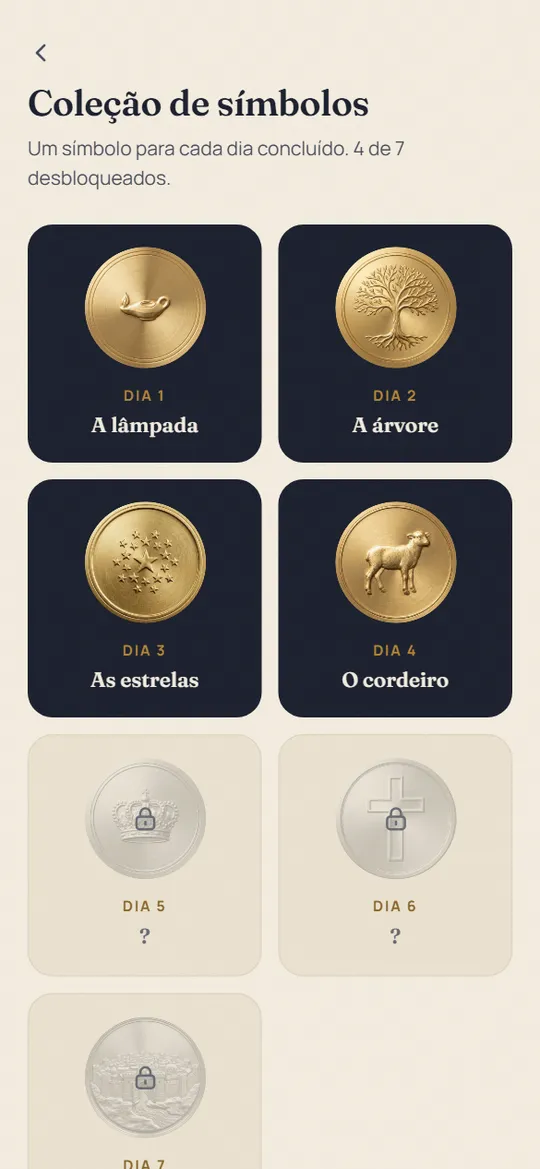 Coleção de símbolos
Um símbolo para cada dia concluído. 4 de 7
desbloqueados.
DIA 1
A lâmpada
DIA 2
A árvore
DIA 3
As estrelas
DIA 4
O cordeiro
DIA 5
?
DIA 6
?
DIA 7